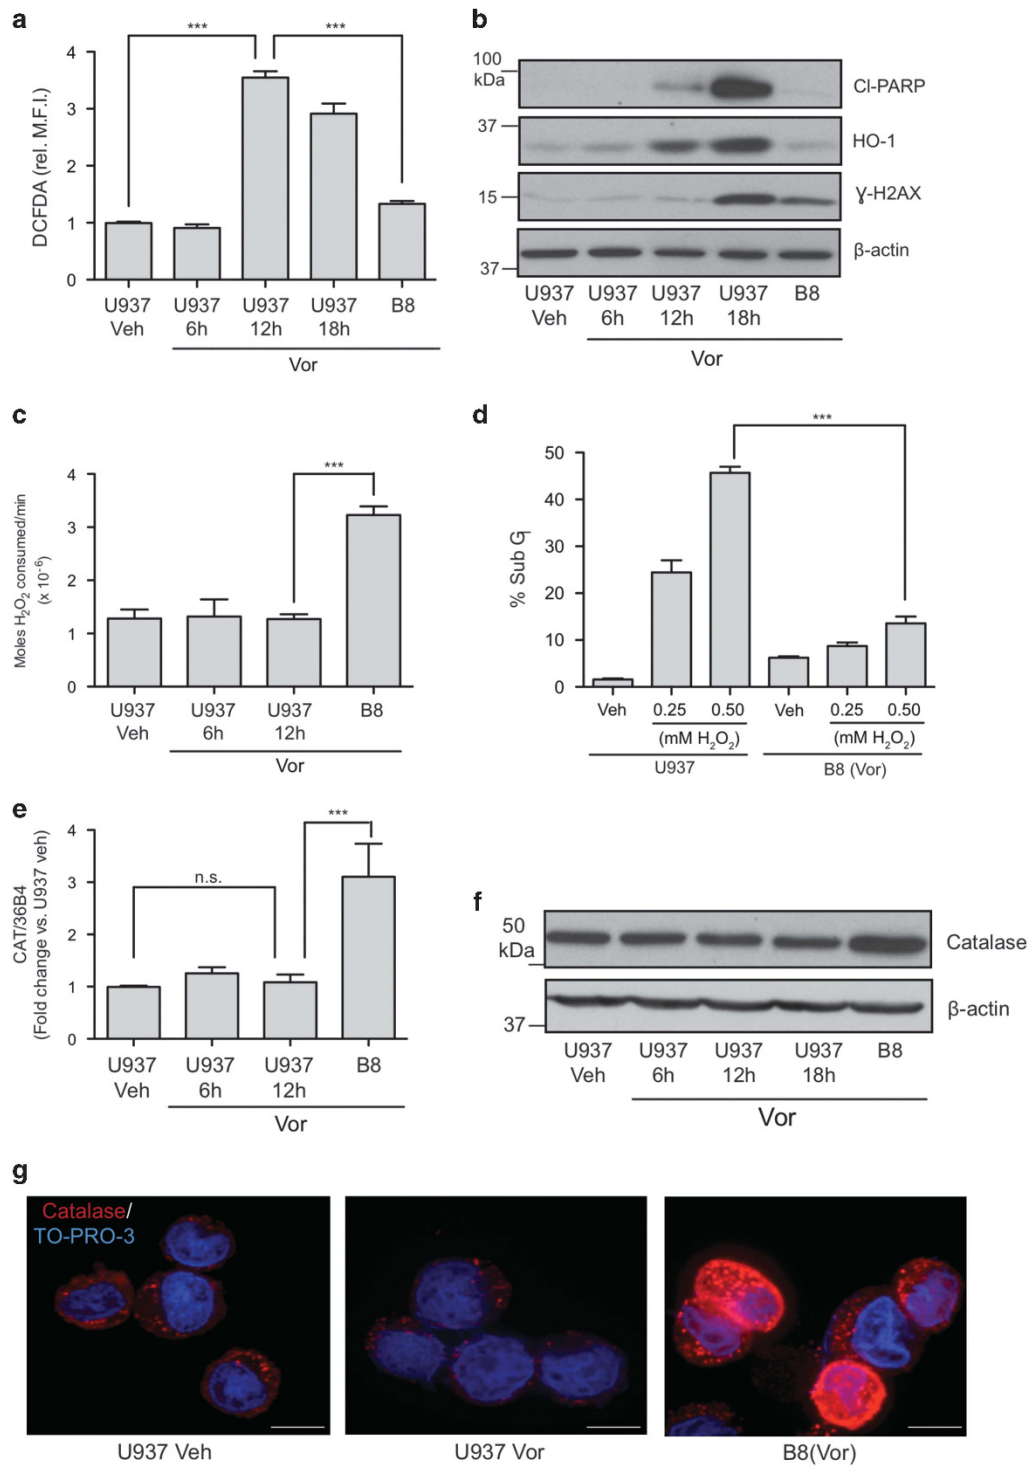 a
***
***
DCFDA (rel. M.F.I.)
4
3
2
1
0
U937 Veh
U937 6h
U937 12h
U937 18h
B8
Vor
b
100 kDa
37
15
37
Cl-PARP
HO-1
Ɣ-H2AX
β-actin
U937 Veh
U937 6h
U937 12h
U937 18h
B8
Vor
c
***
Moles H₂O₂ consumed/min
(x 10⁻⁶)
4
3
2
1
0
U937 Veh
U937 6h
U937 12h
B8
Vor
d
***
% Sub G₁
50
40
30
20
10
0
Veh
0.25
0.50
Veh
0.25
0.50
(mM H₂O₂)
(mM H₂O₂)
U937
B8 (Vor)
e
***
n.s.
CAT/36B4
(Fold change vs. U937 veh)
4
3
2
1
0
U937 Veh
U937 6h
U937 12h
B8
Vor
f
50 kDa
37
Catalase
β-actin
U937 Veh
U937 6h
U937 12h
U937 18h
B8
Vor
g
Catalase/
TO-PRO-3
U937 Veh
U937 Vor
B8(Vor)